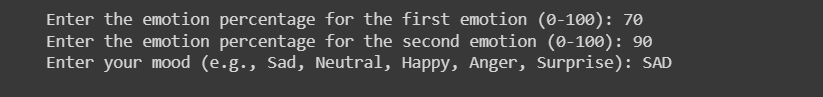 Enter the emotion percentage for the first emotion (0-100): 70
Enter the emotion percentage for the second emotion (0-100): 90
Enter your mood (e.g., Sad, Neutral, Happy, Anger, Surprise): SAD